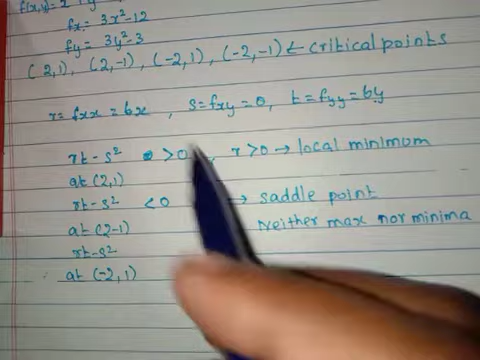 f(x,y) = x
fx = 3x²-12
fy = 3y²-3
(2,1), (2,-1), (-2,1), (-2,-1) ← critical points
r = fxx = 6x , s = fxy = 0, t = fyy = 6y
rt - s² > 0 , r > 0 → local minimum
at (2,1)
rt - s² < 0 → saddle point
at (2-1) Neither max nor minima
rt - s²
at (-2,1)